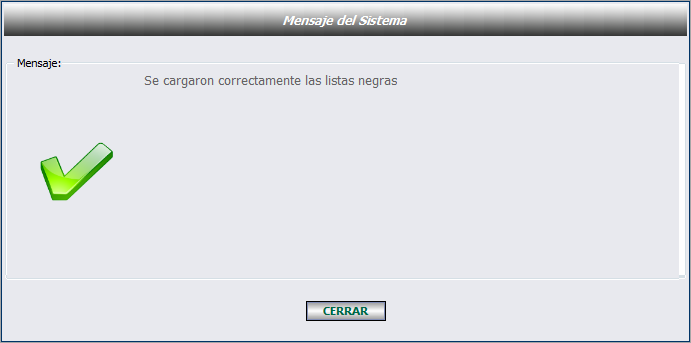 Mensaje del Sistema
Mensaje:
Se cargaron correctamente las listas negras
CERRAR